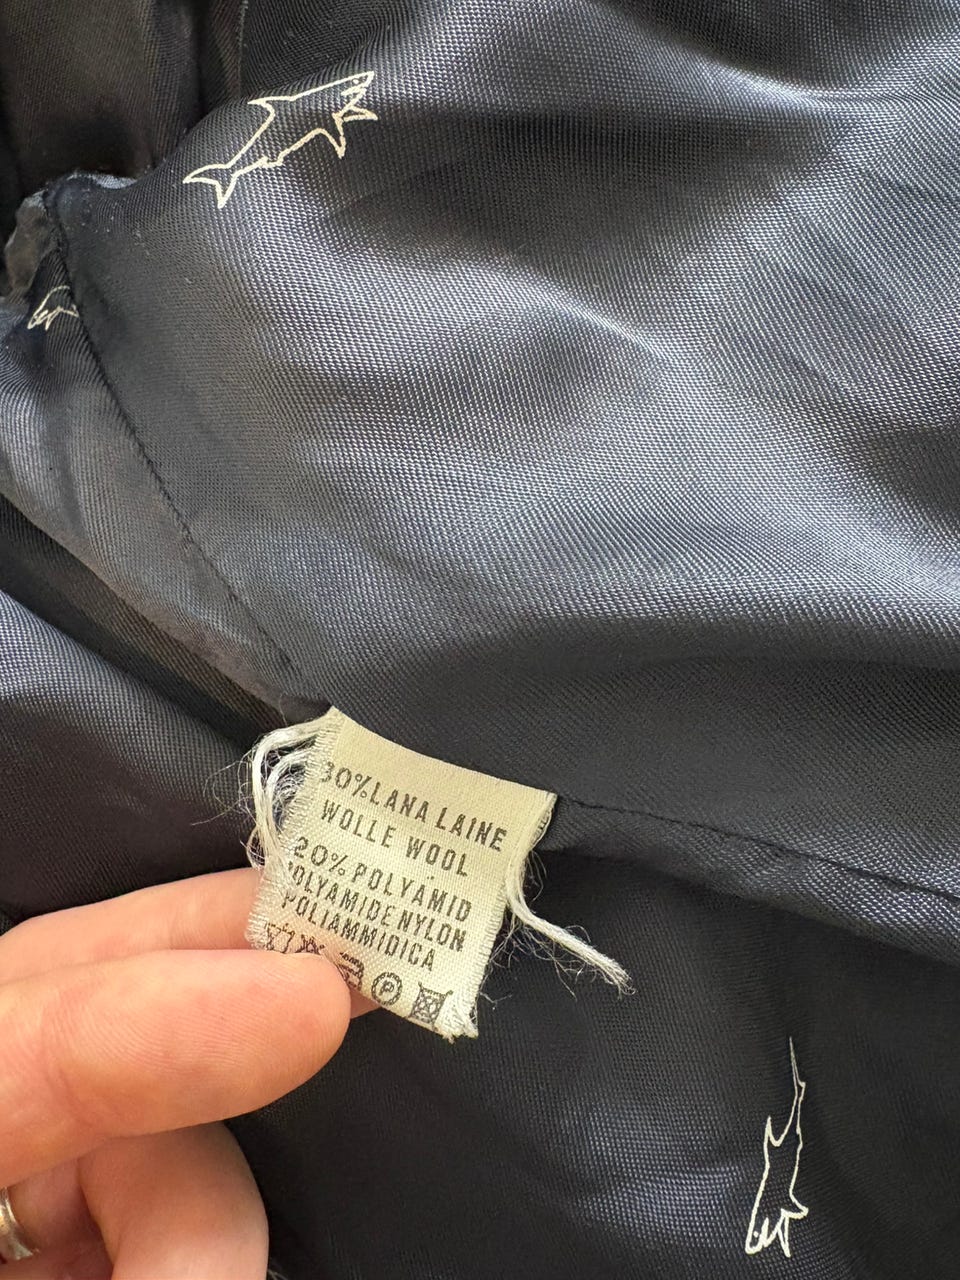 80%LANA LAINE
WOLLE WOOL
20%POLYAMID
POLYAMIDE NYLON
POLIAMMIDICA
P